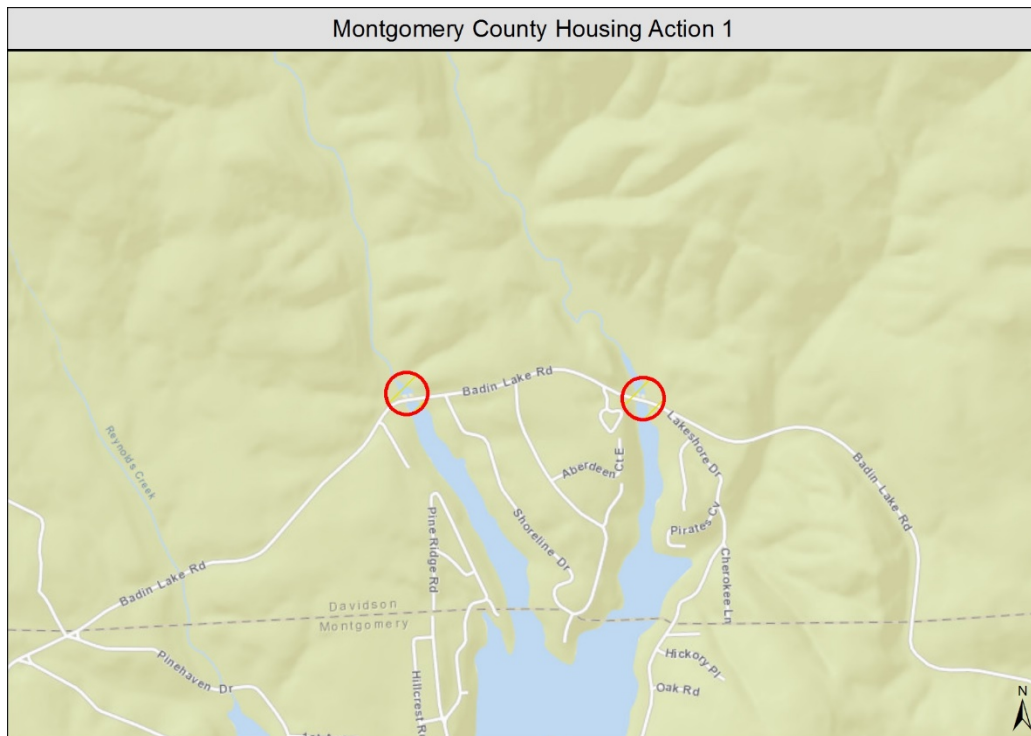 Montgomery County Housing Action 1
Badin Lake Rd
Reynolds Creek
Aberdeen
Ct E
Lakeshore Dr
Badin Lake Rd
Pine Ridge Rd
Shoreline Dr
Pirates
Badin Lake Rd
Cherokee Ln
Davidson
Montgomery
Pinehaven Dr
Hillcrest Rd
Hickory Pl
Oak Rd
N